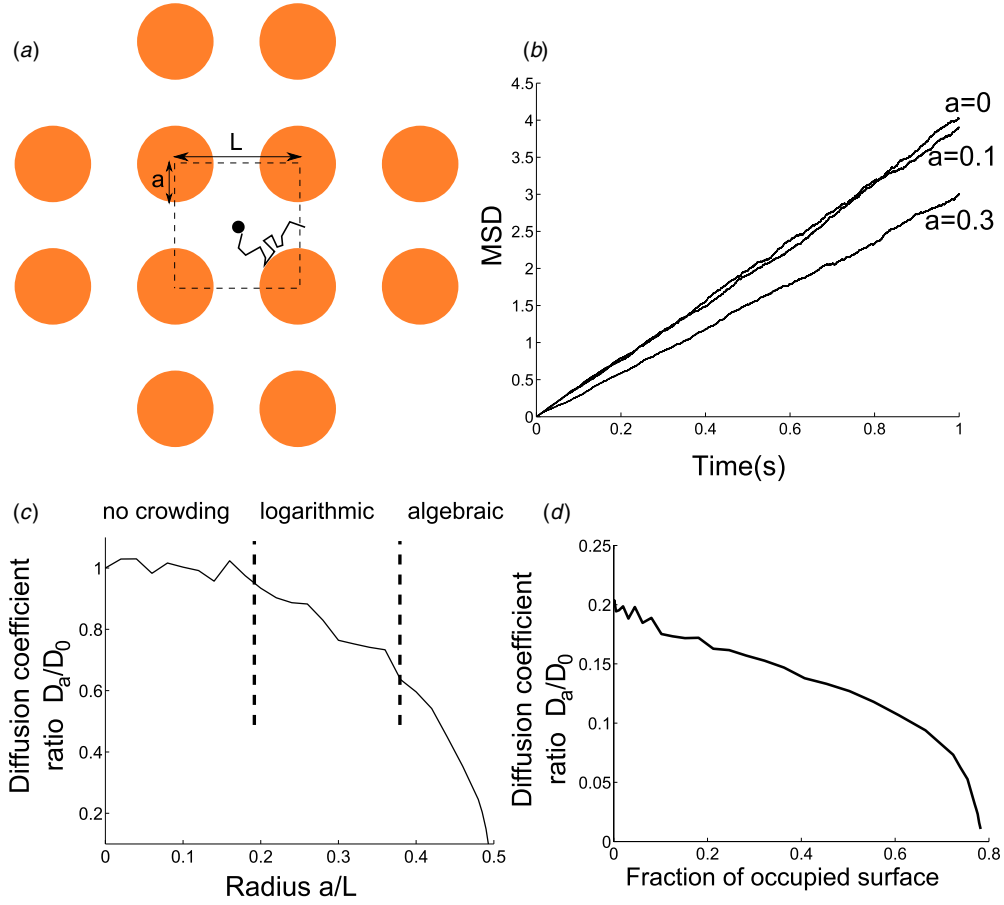 (a)
L
a
(b)
MSD
4.5
4
3.5
3
2.5
2
1.5
1
0.5
0
0
0.2
0.4
0.6
0.8
1
Time(s)
a=0
a=0.1
a=0.3
(c)
no crowding
logarithmic
algebraic
Diffusion coefficient
ratio Dₐ/D₀
1
0.8
0.6
0.4
0.2
0
0.1
0.2
0.3
0.4
0.5
Radius a/L
(d)
Diffusion coefficient
ratio Dₐ/D₀
0.25
0.2
0.15
0.1
0.05
0
0
0.2
0.4
0.6
0.8
Fraction of occupied surface